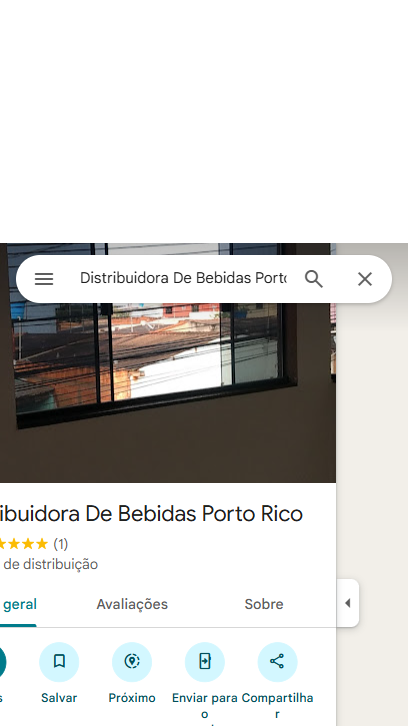 Distribuidora De Bebidas Porto
ibuidora De Bebidas Porto Rico
(1)
de distribuição
geral Avaliações Sobre
s Salvar Próximo Enviar para o Compartilhar